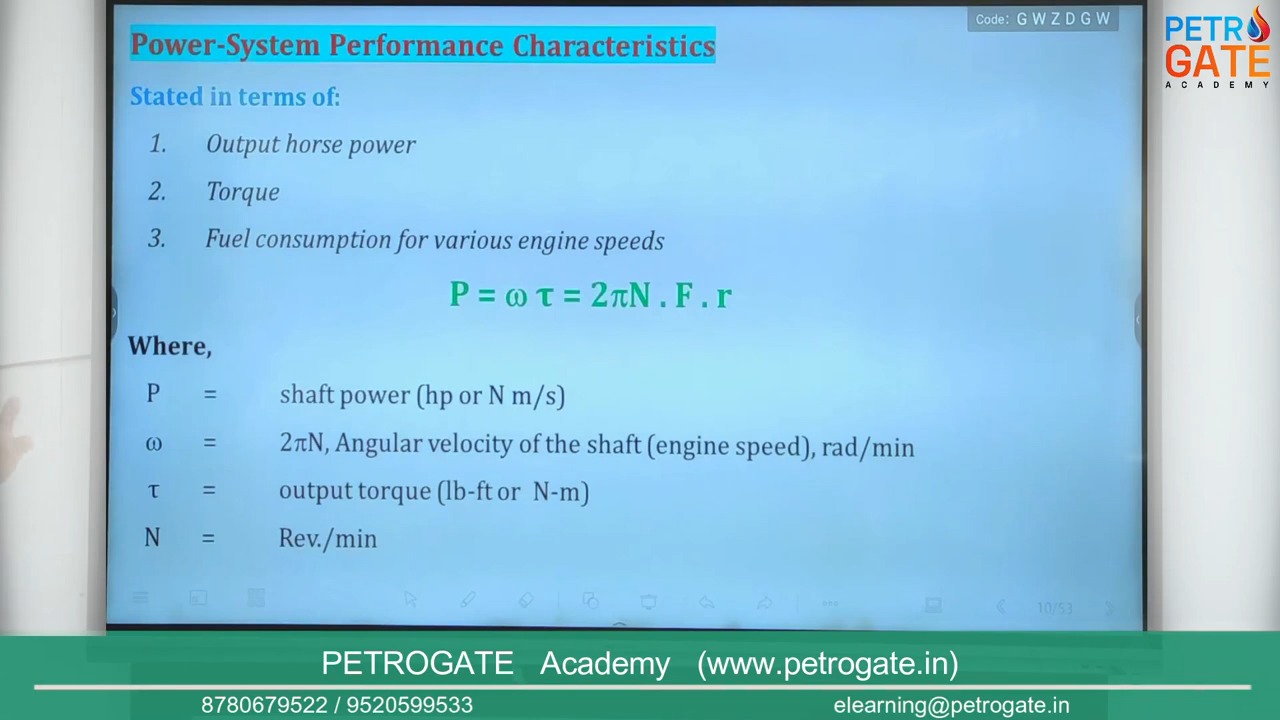 Code: G W Z D G W
PETRO
GATE
ACADEMY
Power-System Performance Characteristics
Stated in terms of:
1. Output horse power
2. Torque
3. Fuel consumption for various engine speeds
P = ω τ = 2πN . F . r
Where,
P = shaft power (hp or N m/s)
ω = 2πN, Angular velocity of the shaft (engine speed), rad/min
τ = output torque (lb-ft or N-m)
N = Rev./min
10/53
PETROGATE Academy (www.petrogate.in)
8780679522 / 9520599533 elearning@petrogate.in